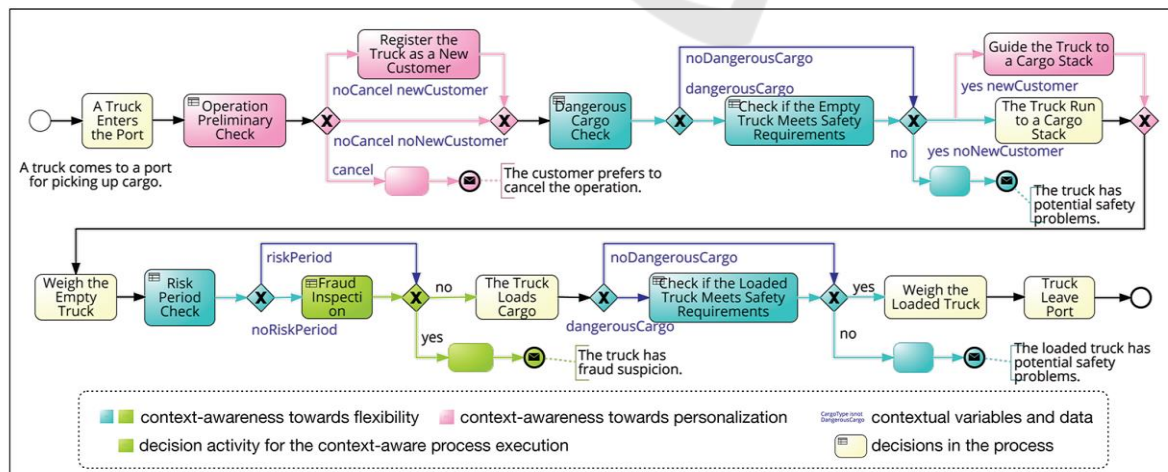 Register the
Truck as a New
Customer
noCancel newCustomer
noDangerousCargo
dangerousCargo
Guide the Truck to
a Cargo Stack
yes newCustomer
A Truck
Enters
the Port
Operation
Preliminary
Check
X
X
Dangerous
Cargo
Check
X
Check if the Empty
Truck Meets Safety
Requirements
X
The Truck Run
to a Cargo
Stack
X
noCancel noNewCustomer
no
yes noNewCustomer
A truck comes to a port
for picking up cargo.
cancel
The customer prefers to
cancel the operation.
The truck has
potential safety
problems.
riskPeriod
noDangerousCargo
Weigh the
Empty
Truck
Risk
Period
Check
X
Fraud
Inspecti
on
X
no
The Truck
Loads
Cargo
X
Check if the Loaded
Truck Meets Safety
Requirements
X
yes
Weigh the
Loaded Truck
Truck
Leave
Port
noRiskPeriod
dangerousCargo
yes
no
The truck has
fraud suspicion.
The loaded truck has
potential safety
problems.
context-awareness towards flexibility
context-awareness towards personalization
CargoType isnot
DangerousCargo
contextual variables and data
decision activity for the context-aware process execution
decisions in the process